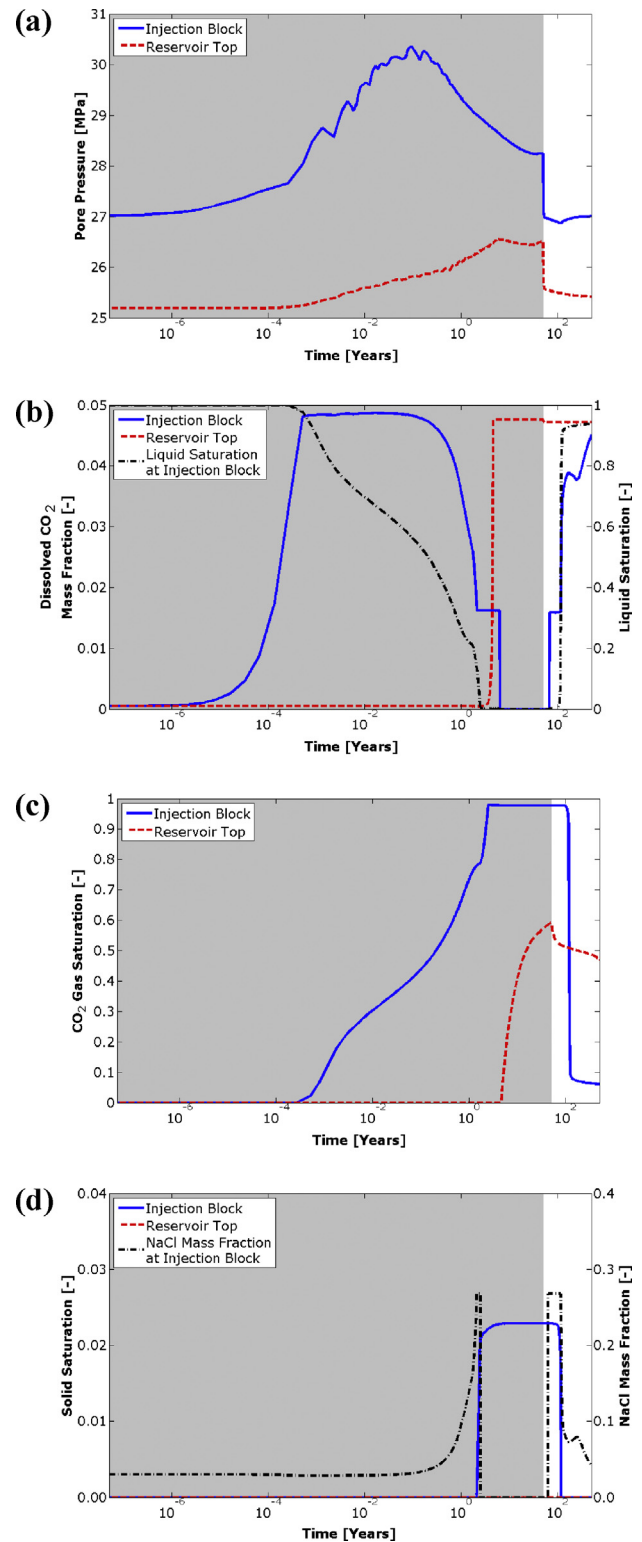 (a)
31
30
29
28
27
26
25
Pore Pressure [MPa]
Injection Block
Reservoir Top
10^-6
10^-4
10^-2
10^0
10^2
Time [Years]
(b)
0.05
0.04
0.03
0.02
0.01
0
Dissolved CO2
Mass Fraction [-]
Injection Block
Reservoir Top
Liquid Saturation
at Injection Block
1
0.8
0.6
0.4
0.2
0
Liquid Saturation [-]
10^-6
10^-4
10^-2
10^0
10^2
Time [Years]
(c)
1
0.9
0.8
0.7
0.6
0.5
0.4
0.3
0.2
0.1
0
CO2 Gas Saturation [-]
Injection Block
Reservoir Top
10^-6
10^-4
10^-2
10^0
10^2
Time [Years]
(d)
0.04
0.03
0.02
0.01
0.00
Solid Saturation [-]
Injection Block
Reservoir Top
NaCl Mass Fraction
at Injection Block
0.4
0.3
0.2
0.1
0.0
NaCl Mass Fraction [-]
10^-6
10^-4
10^-2
10^0
10^2
Time [Years]